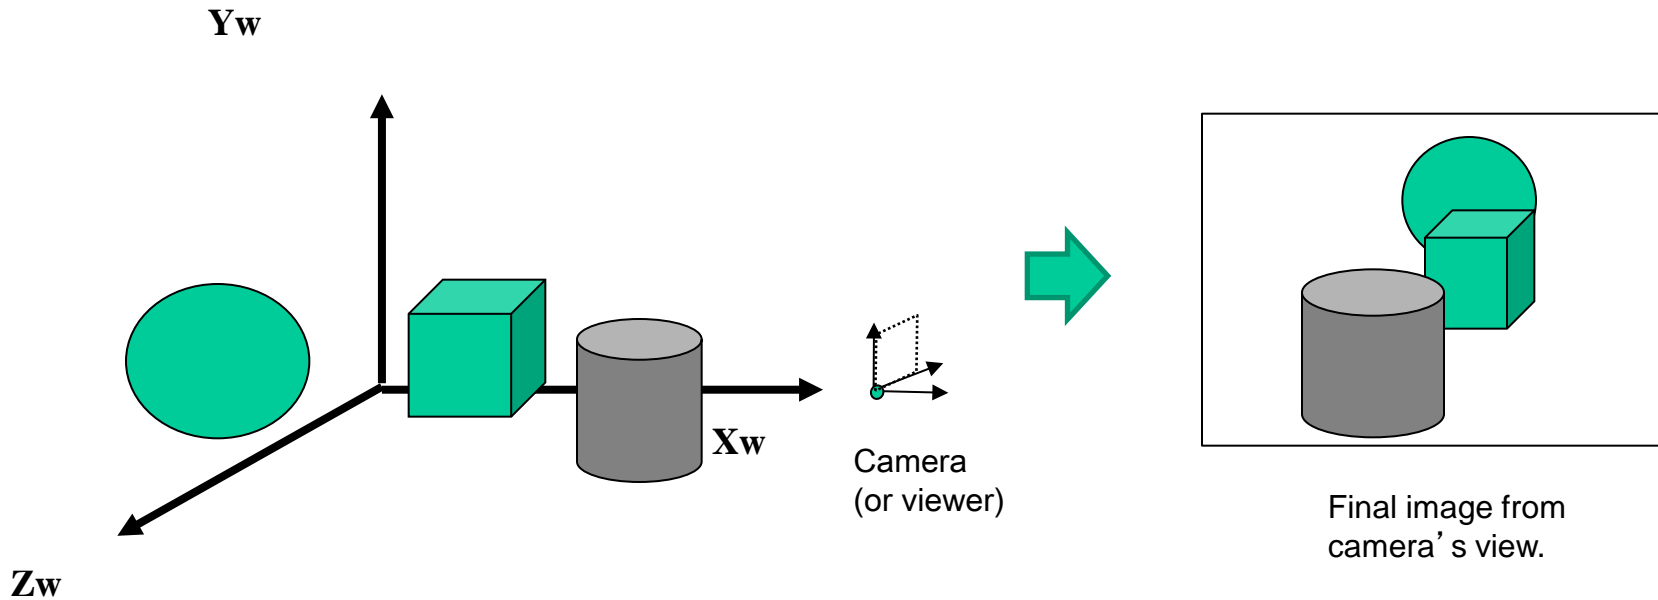 Yw
Xw
Zw
Camera
(or viewer)
Final image from
camera’s view.